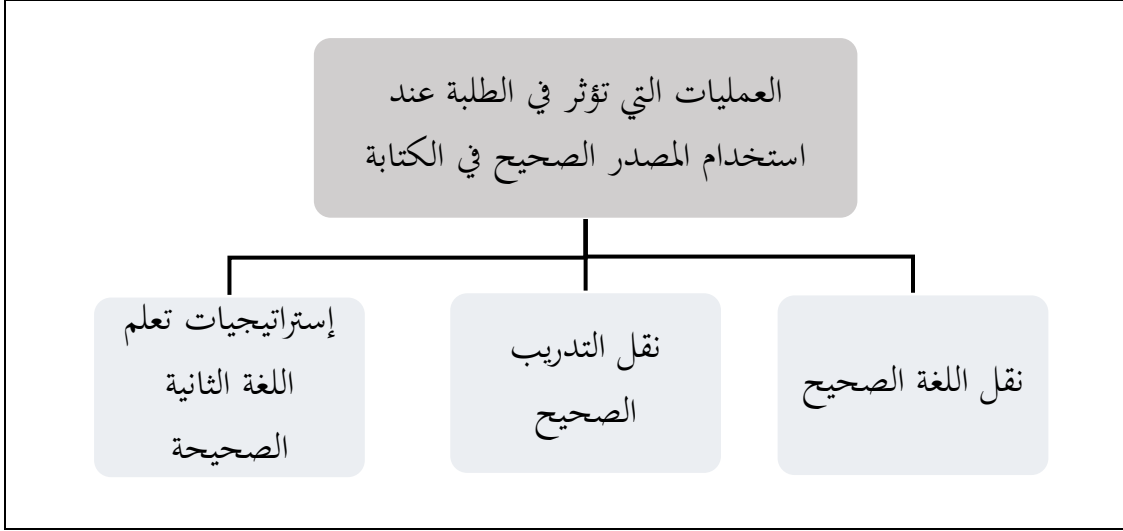 العمليات التي تؤثر في الطلبة عند
استخدام المصدر الصحيح في الكتابة
نقل اللغة الصحيح
نقل التدريب
الصحيح
إستراتيجيات تعلم
اللغة الثانية
الصحيحة